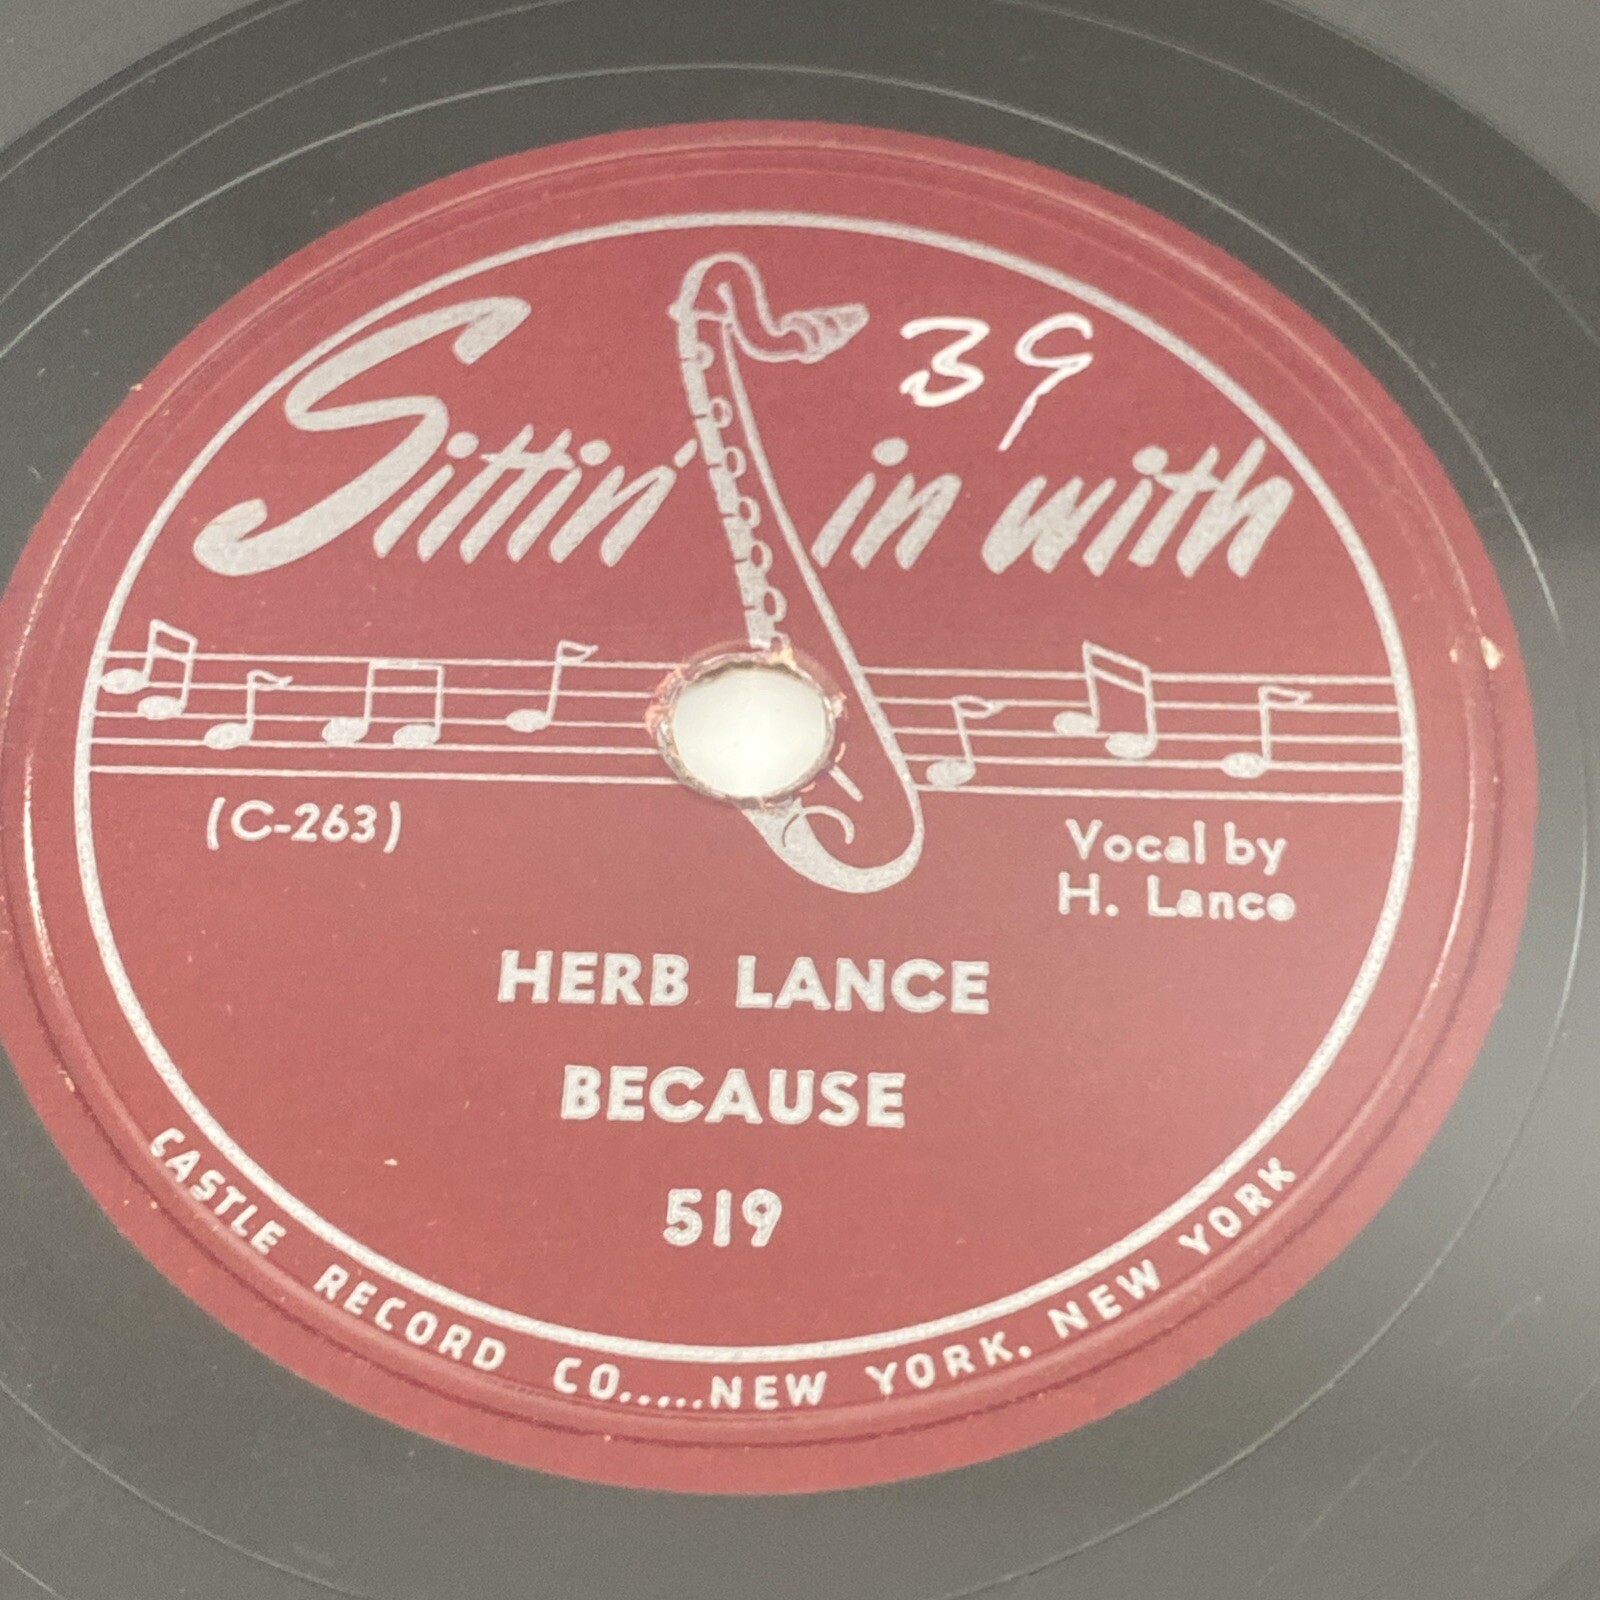 39
Sittin' in with
(C-263)
Vocal by
H. Lance
HERB LANCE
BECAUSE
519
CASTLE RECORD CO.....NEW YORK, NEW YORK